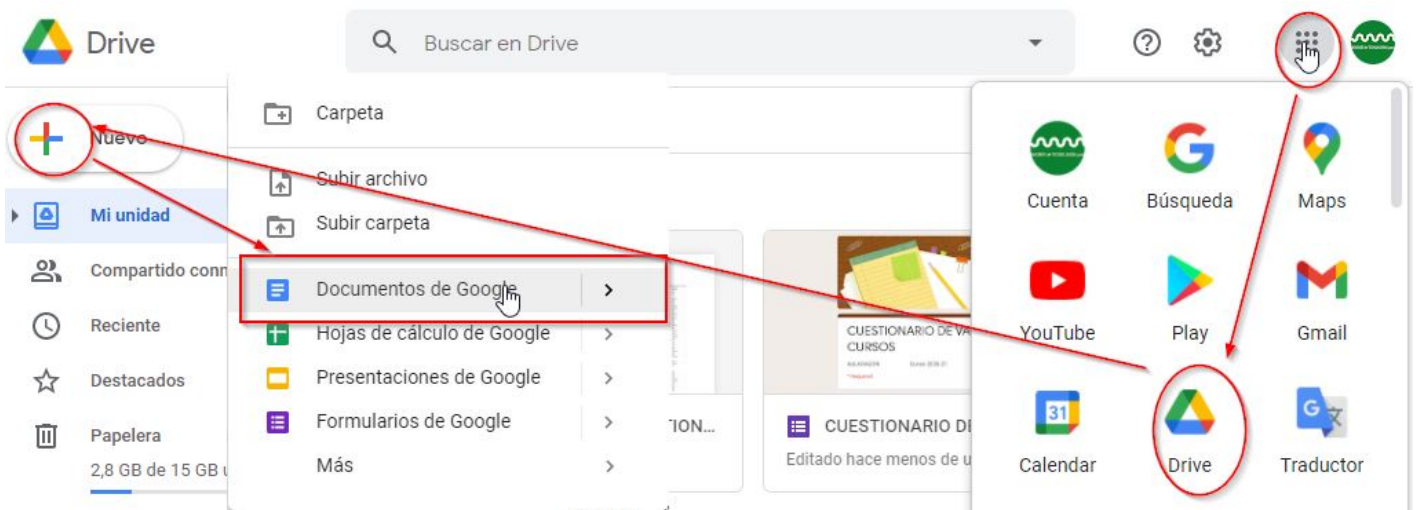 Drive
Buscar en Drive
Nuevo
Mi unidad
Compartido conn
Reciente
Destacados
Papelera
2,8 GB de 15 GB
Carpeta
Subir archivo
Subir carpeta
Documentos de Google
Hojas de cálculo de Google
Presentaciones de Google
Formularios de Google
Más
CUESTIONARIO DE VA
CURSOS
CUESTIONARIO DE
Editado hace menos de u
Cuenta
Búsqueda
Maps
YouTube
Play
Gmail
31
Calendar
Drive
G
Traductor